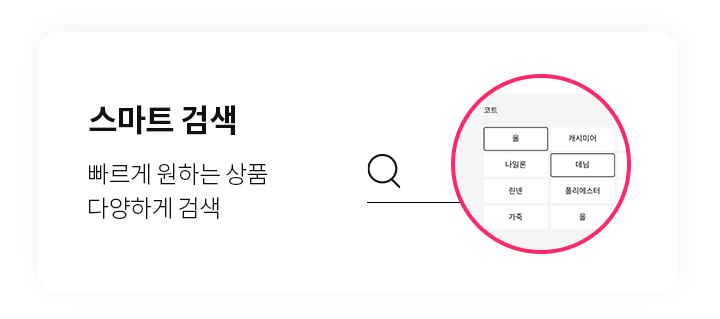 스마트 검색
빠르게 원하는 상품
다양하게 검색
코트
울 캐시미어
나일론 데님
린넨 폴리에스터
가죽 울